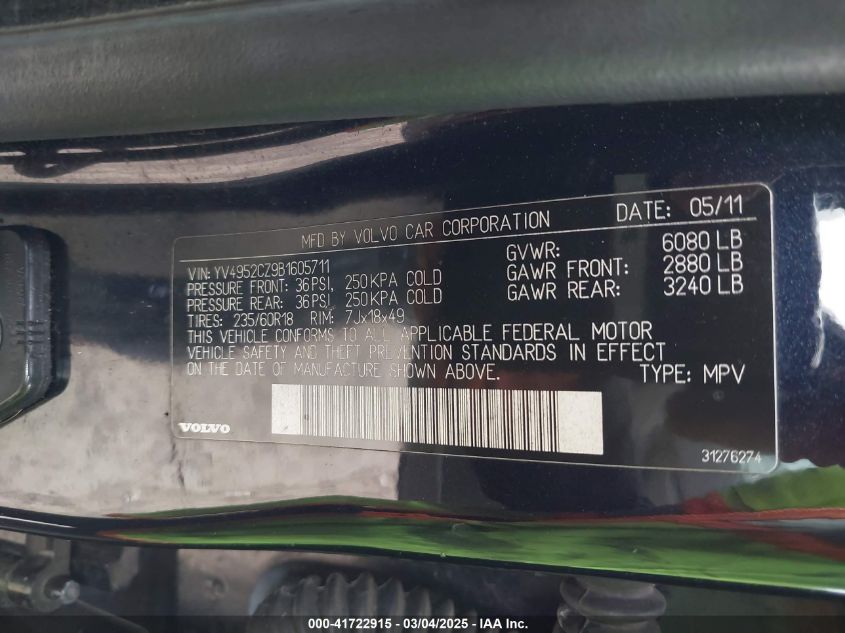 MFD BY VOLVO CAR CORPORATION DATE: 05/11
VIN: YV4952CZ9B1605711
PRESSURE FRONT: 36PSI, 250KPA COLD
PRESSURE REAR: 36PSI, 250KPA COLD
TIRES: 235/60R18 RIM: 7Jx18x49
GVWR: 6080 LB
GAWR FRONT: 2880 LB
GAWR REAR: 3240 LB
THIS VEHICLE CONFORMS TO ALL APPLICABLE FEDERAL MOTOR
VEHICLE SAFETY AND THEFT PREVENTION STANDARDS IN EFFECT
ON THE DATE OF MANUFACTURE SHOWN ABOVE. TYPE: MPV
VOLVO
31276274
000-41722915 - 03/04/2025 - IAA Inc.